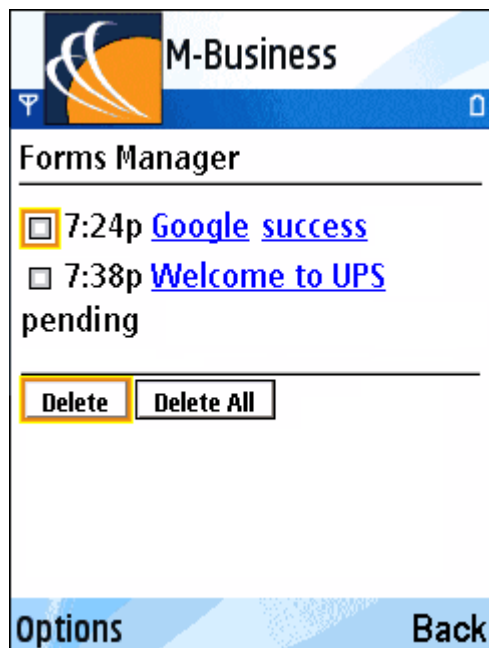 M-Business
Forms Manager
7:24p Google success
7:38p Welcome to UPS
pending
Delete Delete All
Options Back